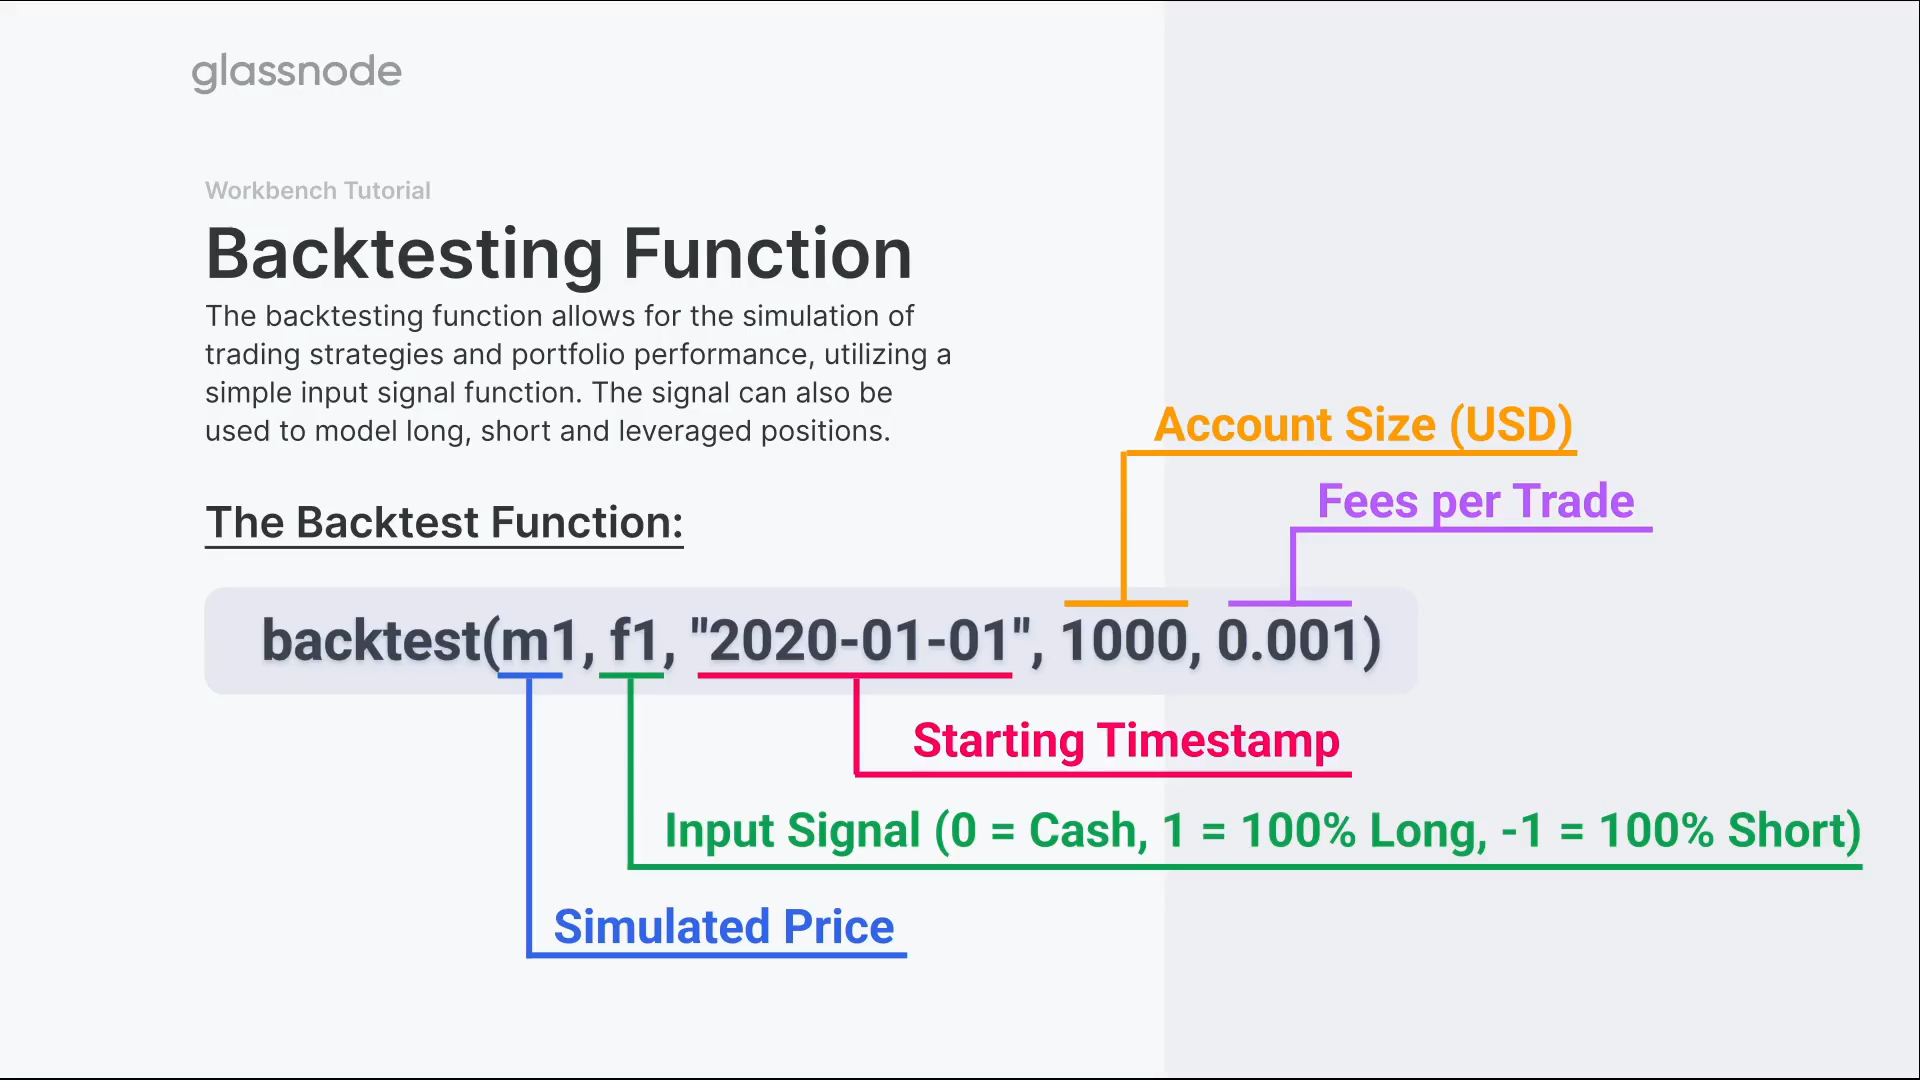 glassnode
Workbench Tutorial
Backtesting Function
The backtesting function allows for the simulation of
trading strategies and portfolio performance, utilizing a
simple input signal function. The signal can also be
used to model long, short and leveraged positions.
Account Size (USD)
Fees per Trade
The Backtest Function:
backtest(m1, f1, "2020-01-01", 1000, 0.001)
Starting Timestamp
Input Signal (0 = Cash, 1 = 100% Long, -1 = 100% Short)
Simulated Price